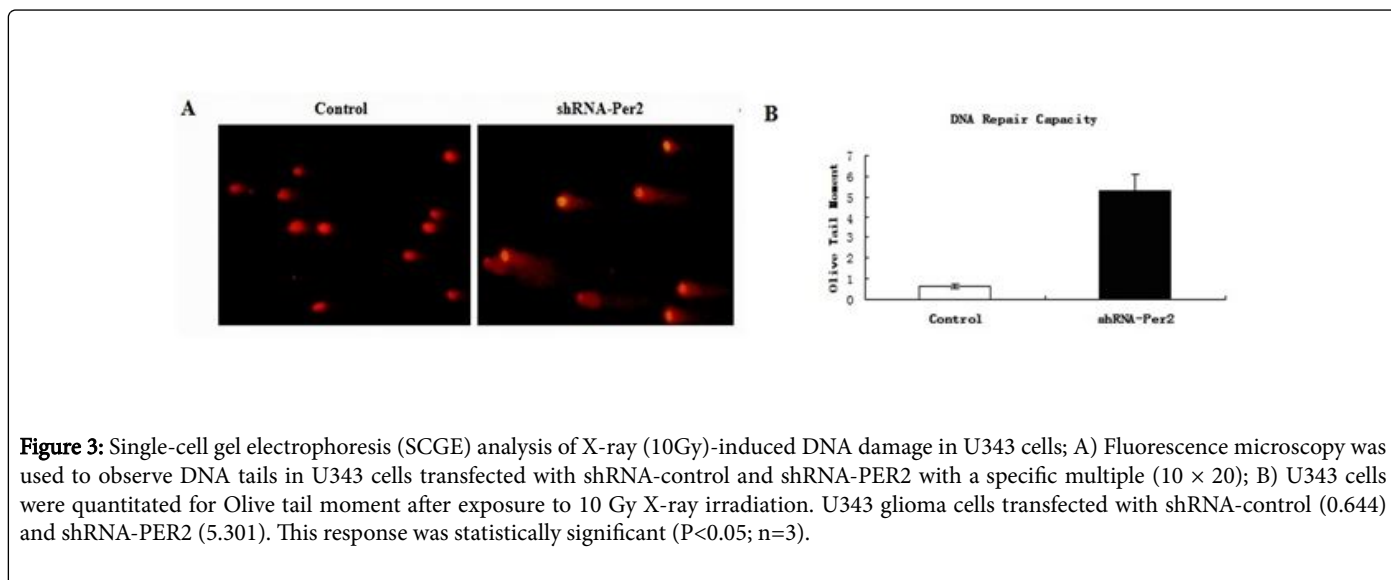 A
Control
shRNA-Per2
B
DNA Repair Capacity
Olive Tail Moment
7
6
5
4
3
2
1
0
Control
shRNA-Per2
Figure 3: Single-cell gel electrophoresis (SCGE) analysis of X-ray (10Gy)-induced DNA damage in U343 cells; A) Fluorescence microscopy was
used to observe DNA tails in U343 cells transfected with shRNA-control and shRNA-PER2 with a specific multiple (10 × 20); B) U343 cells
were quantitated for Olive tail moment after exposure to 10 Gy X-ray irradiation. U343 glioma cells transfected with shRNA-control (0.644)
and shRNA-PER2 (5.301). This response was statistically significant (P<0.05; n=3).